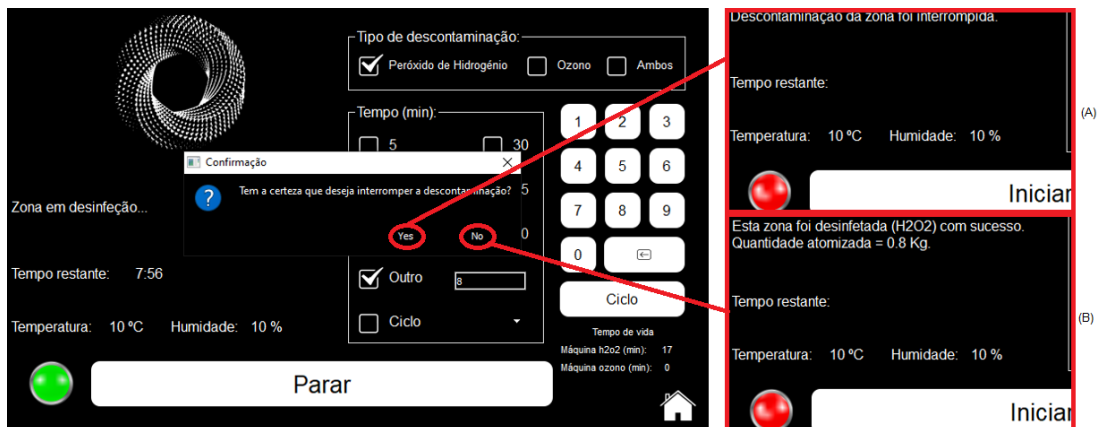 Tipo de descontaminação:
Peróxido de Hidrogénio Ozono Ambos
Tempo (min):
5 30
5
0
Outro 8
Ciclo
Confirmação
Tem a certeza que deseja interromper a descontaminação?
Yes No
Zona em desinfeção...
Tempo restante: 7:56
Temperatura: 10 ºC Humidade: 10 %
Parar
1 2 3
4 5 6
7 8 9
0
Ciclo
Tempo de vida
Máquina h2o2 (min): 17
Máquina ozono (min): 0
Descontaminação da zona foi interrompida.
Tempo restante:
Temperatura: 10 ºC Humidade: 10 %
Iniciar
(A)
Esta zona foi desinfetada (H2O2) com sucesso.
Quantidade atomizada = 0.8 Kg.
Tempo restante:
Temperatura: 10 ºC Humidade: 10 %
Iniciar
(B)